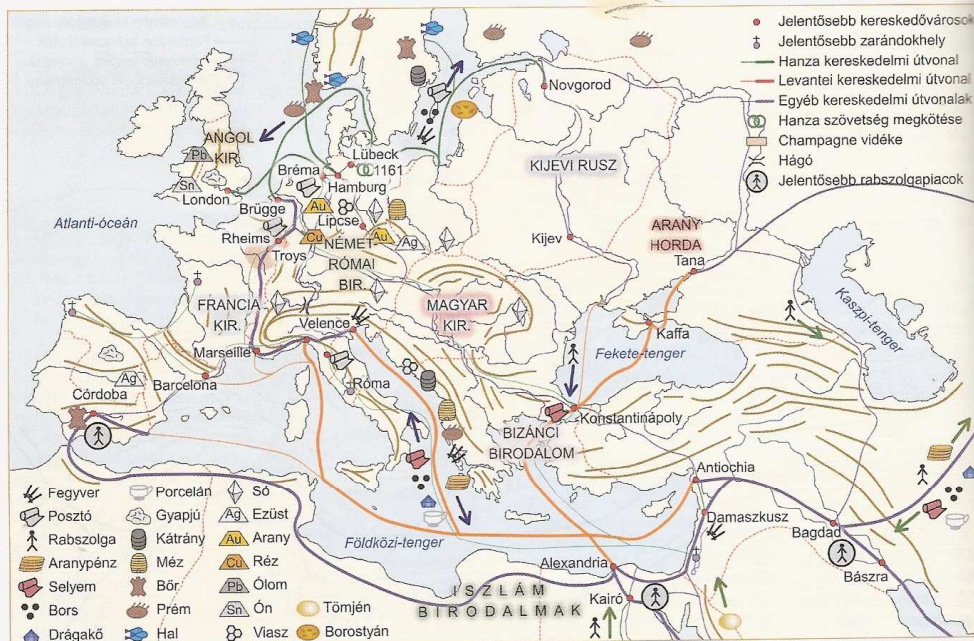 Jelentősebb kereskedővárosok
Jelentősebb zarándokhely
Hanza kereskedelmi útvonal
Levantei kereskedelmi útvonal
Egyéb kereskedelmi útvonalak
Hanza szövetség megkötése
Champagne vidéke
Hágó
Jelentősebb rabszolgapiacok
Novgorod
ANGOL
KIR.
Pb
Sn
London
Lübeck
1161
Bréma
Hamburg
KIJEVI RUSZ
Brügge
Au
Lipcse
Cu
Au
Ag
Atlanti-óceán
Rheims
Troys
NÉMET-
RÓMAI
BIR.
Kijev
ARANY
HORDA
Tana
FRANCIA
KIR.
MAGYAR
KIR.
Velence
Kaffa
Kaszpi-tenger
Marseille
Fekete-tenger
Ag
Barcelona
Córdoba
Róma
Konstantinápoly
BIZÁNCI
BIRODALOM
Antiochia
Damaszkusz
Bagdad
Bászra
Földközi-tenger
Alexandria
Kairó
ISZLÁM
BIRODALMAK
Fegyver
Posztó
Rabszolga
Aranypénz
Selyem
Bors
Drágakő
Porcelán
Gyapjú
Kátrány
Méz
Bőr
Prém
Hal
Só
Ag Ezüst
Au Arany
Cu Réz
Pb Ólom
Sn Ón
Viasz
Tömjén
Borostyán